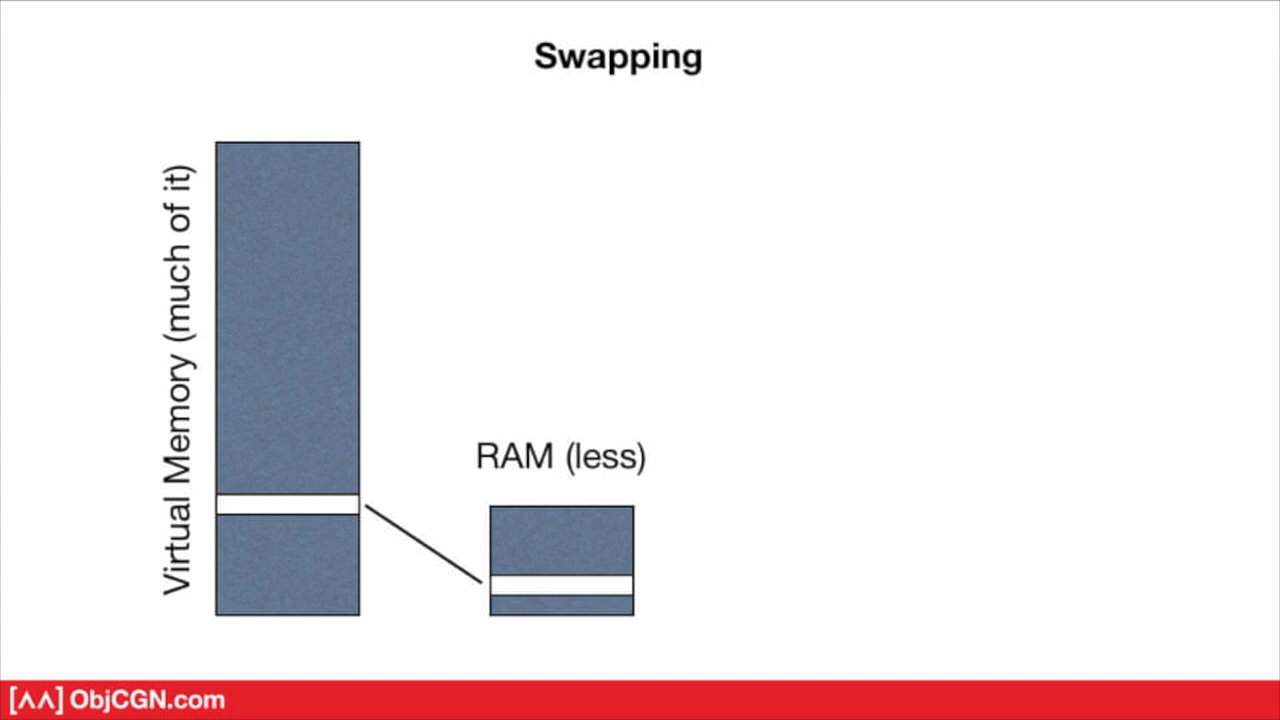 Swapping
Virtual Memory (much of it)
RAM (less)
[ʌʌ] ObjCGN.com